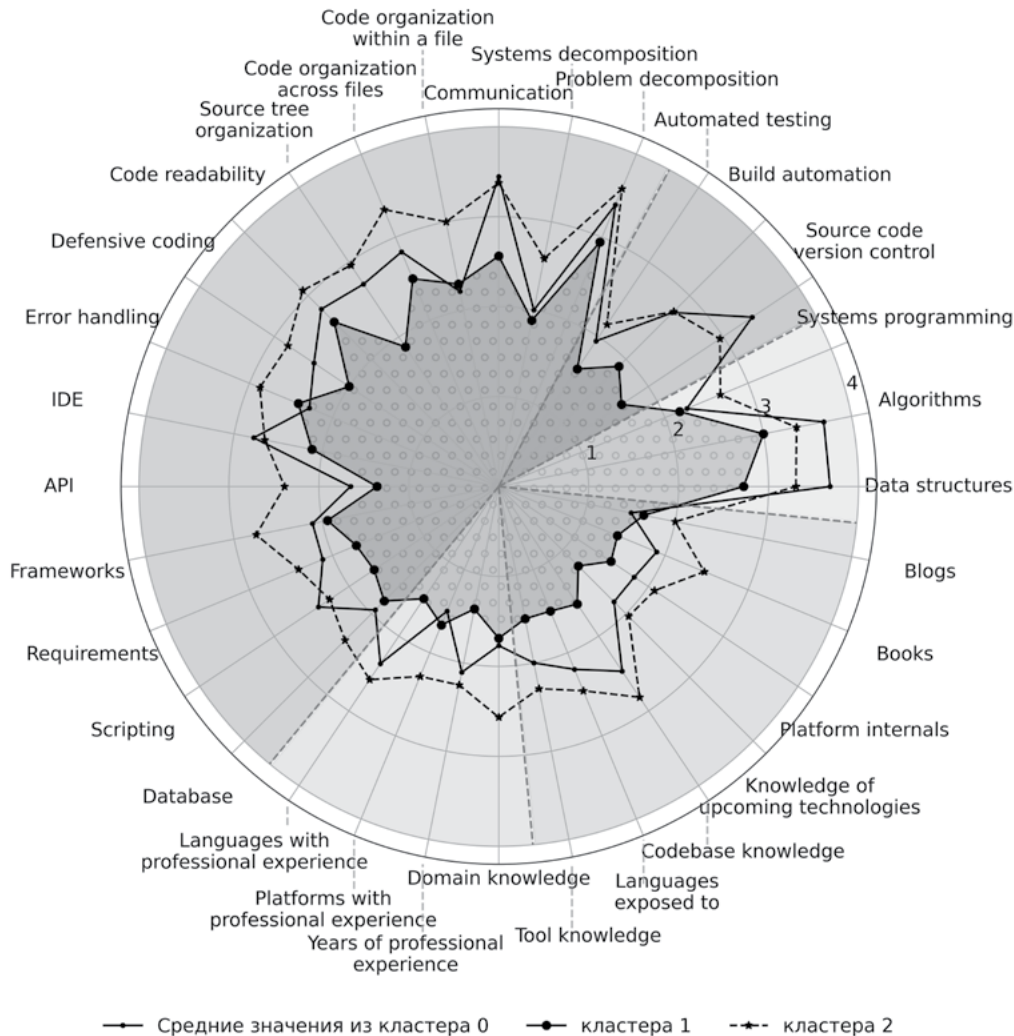 Code organization
within a file
Systems decomposition
Code organization
across files
Problem decomposition
Communication
Source tree
organization
Automated testing
Code readability
Build automation
Defensive coding
Source code
version control
Error handling
Systems programming
4
IDE
3
Algorithms
2
1
API
Data structures
Frameworks
Blogs
Requirements
Books
Scripting
Platform internals
Database
Knowledge of
upcoming technologies
Languages with
professional experience
Codebase knowledge
Domain knowledge
Languages
exposed to
Platforms with
professional experience
Tool knowledge
Years of professional
experience
Средние значения из кластера 0
кластера 1
кластера 2